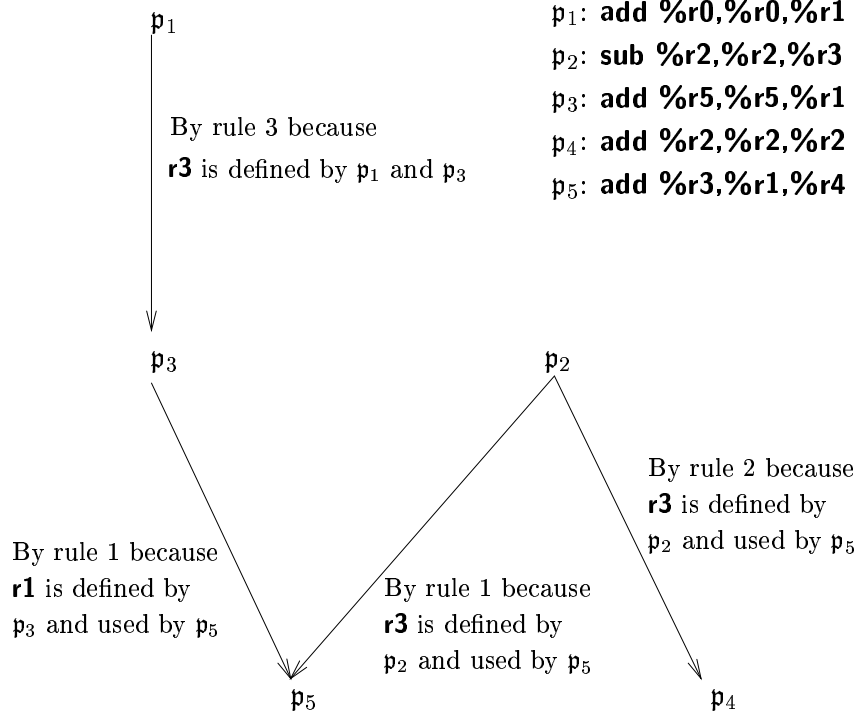 𝔭1
𝔭1: add %r0,%r0,%r1
𝔭2: sub %r2,%r2,%r3
𝔭3: add %r5,%r5,%r1
𝔭4: add %r2,%r2,%r2
𝔭5: add %r3,%r1,%r4
By rule 3 because
r3 is defined by 𝔭1 and 𝔭3
𝔭3
𝔭2
By rule 2 because
r3 is defined by
𝔭2 and used by 𝔭5
By rule 1 because
r1 is defined by
𝔭3 and used by 𝔭5
By rule 1 because
r3 is defined by
𝔭2 and used by 𝔭5
𝔭5
𝔭4